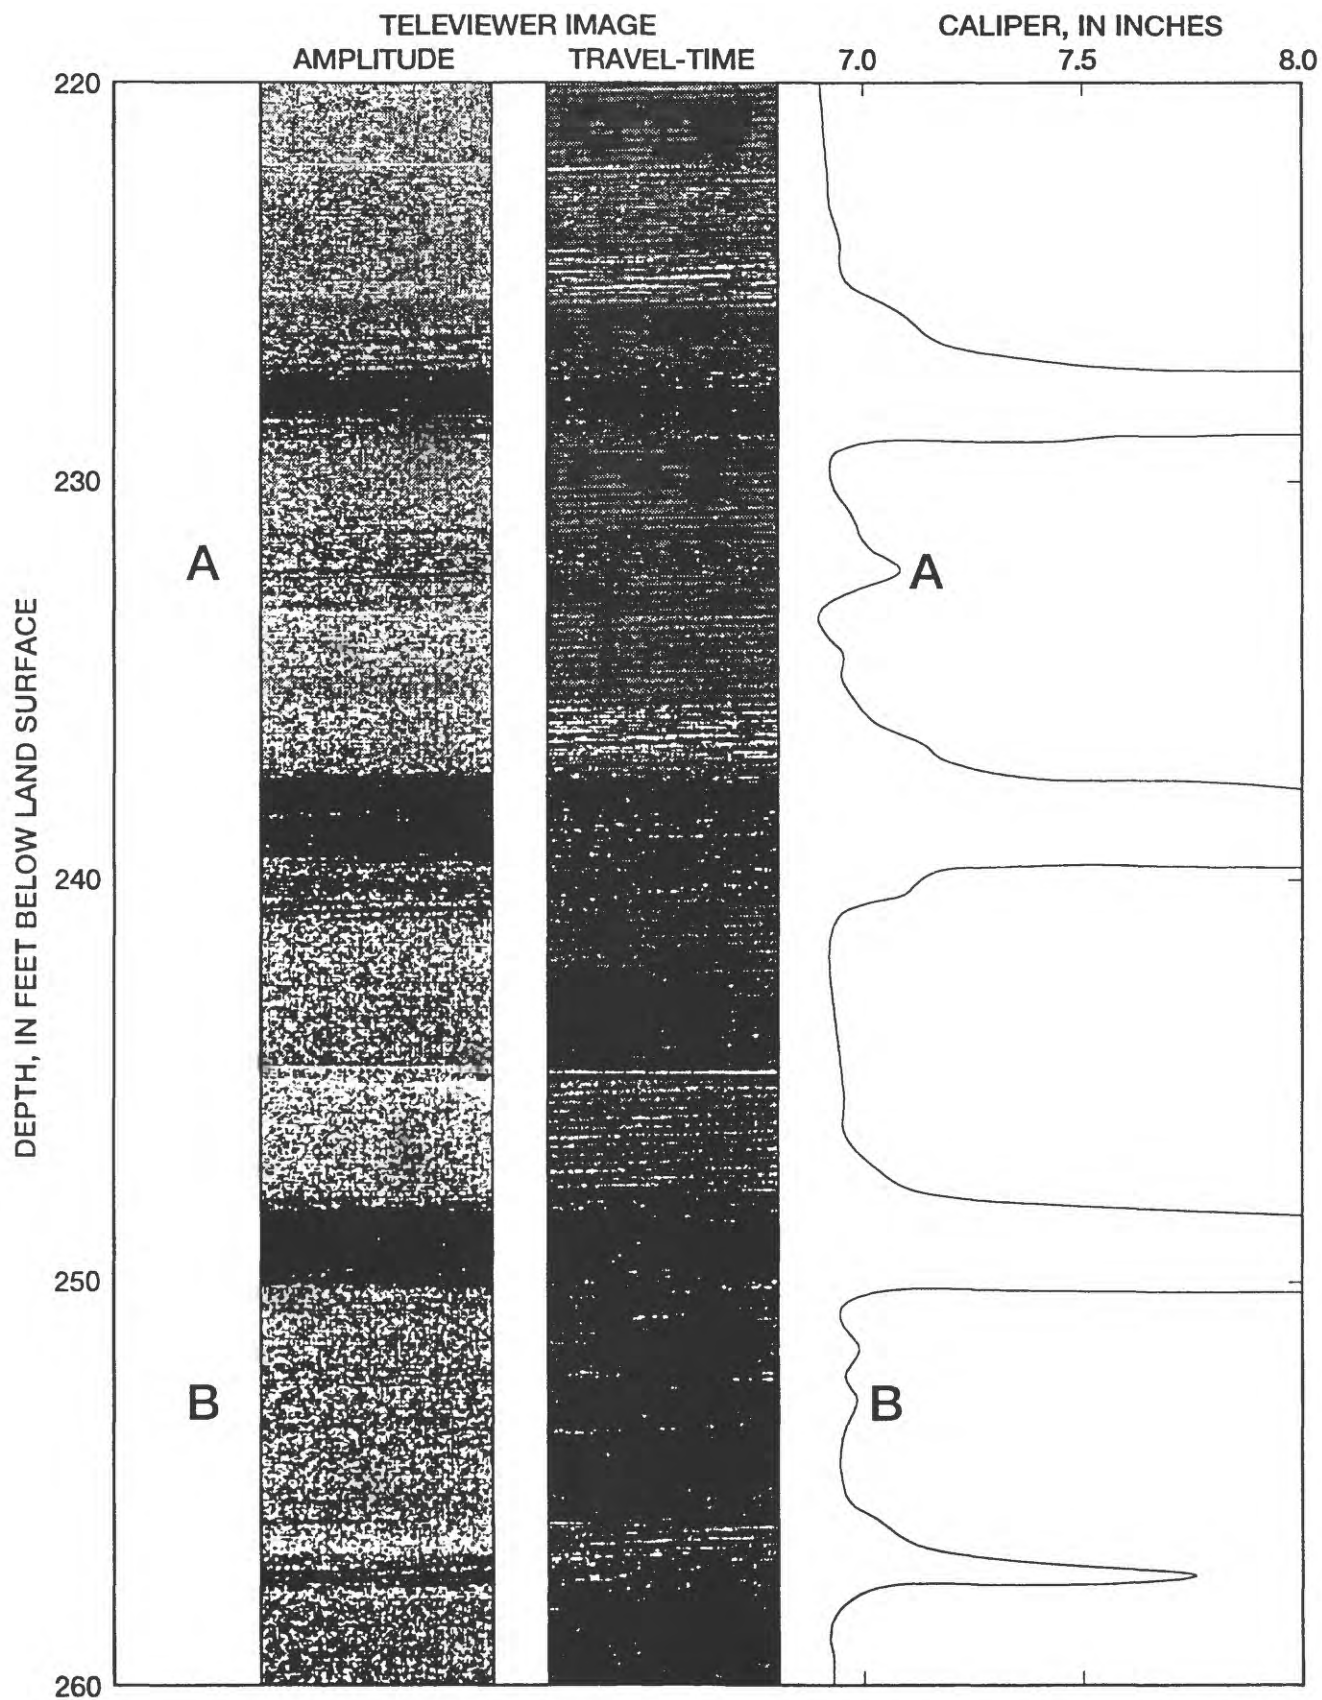 TELEVIEWER IMAGE
CALIPER, IN INCHES
AMPLITUDE
TRAVEL-TIME
7.0
7.5
8.0
220
230
240
250
260
DEPTH, IN FEET BELOW LAND SURFACE
A
A
B
B